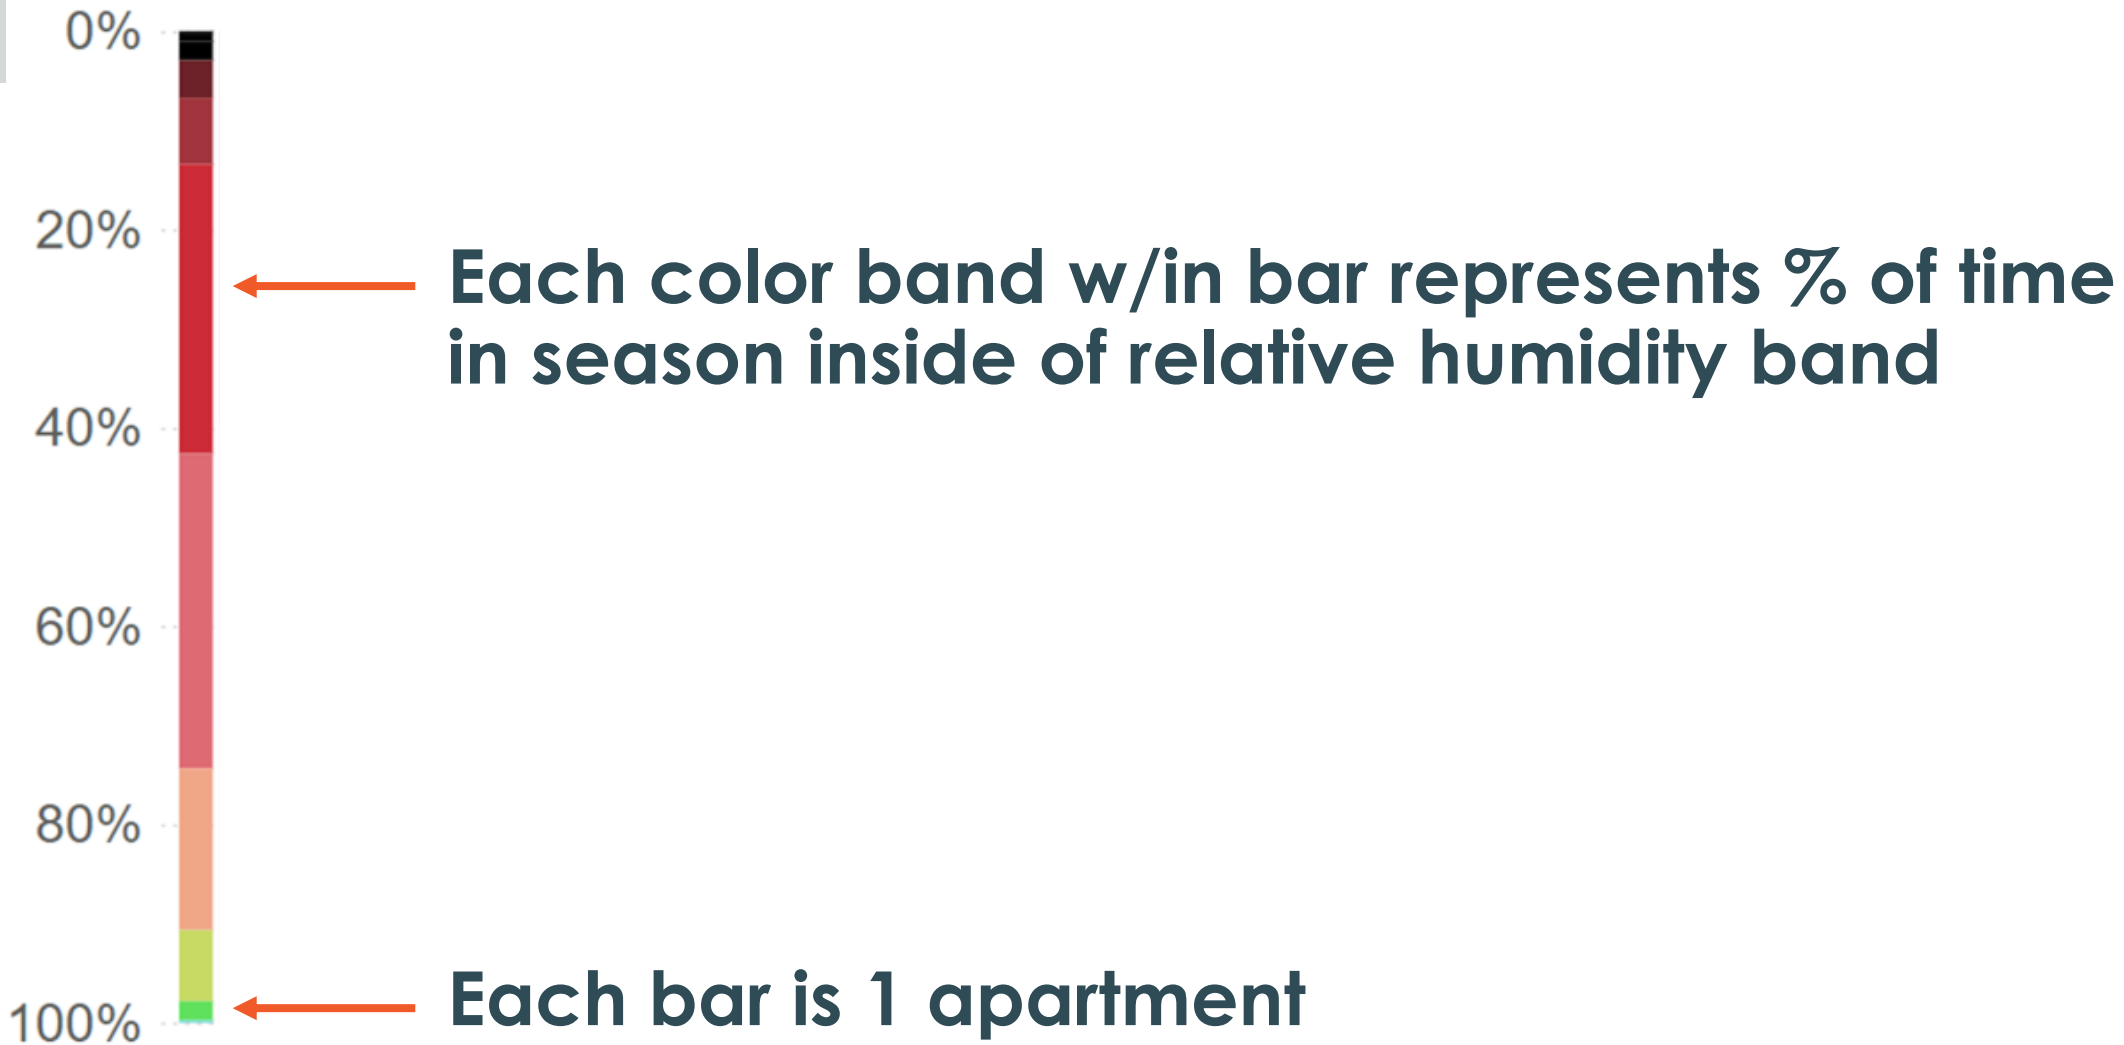 0%
20%
Each color band w/in bar represents % of time
in season inside of relative humidity band
40%
60%
80%
Each bar is 1 apartment
100%